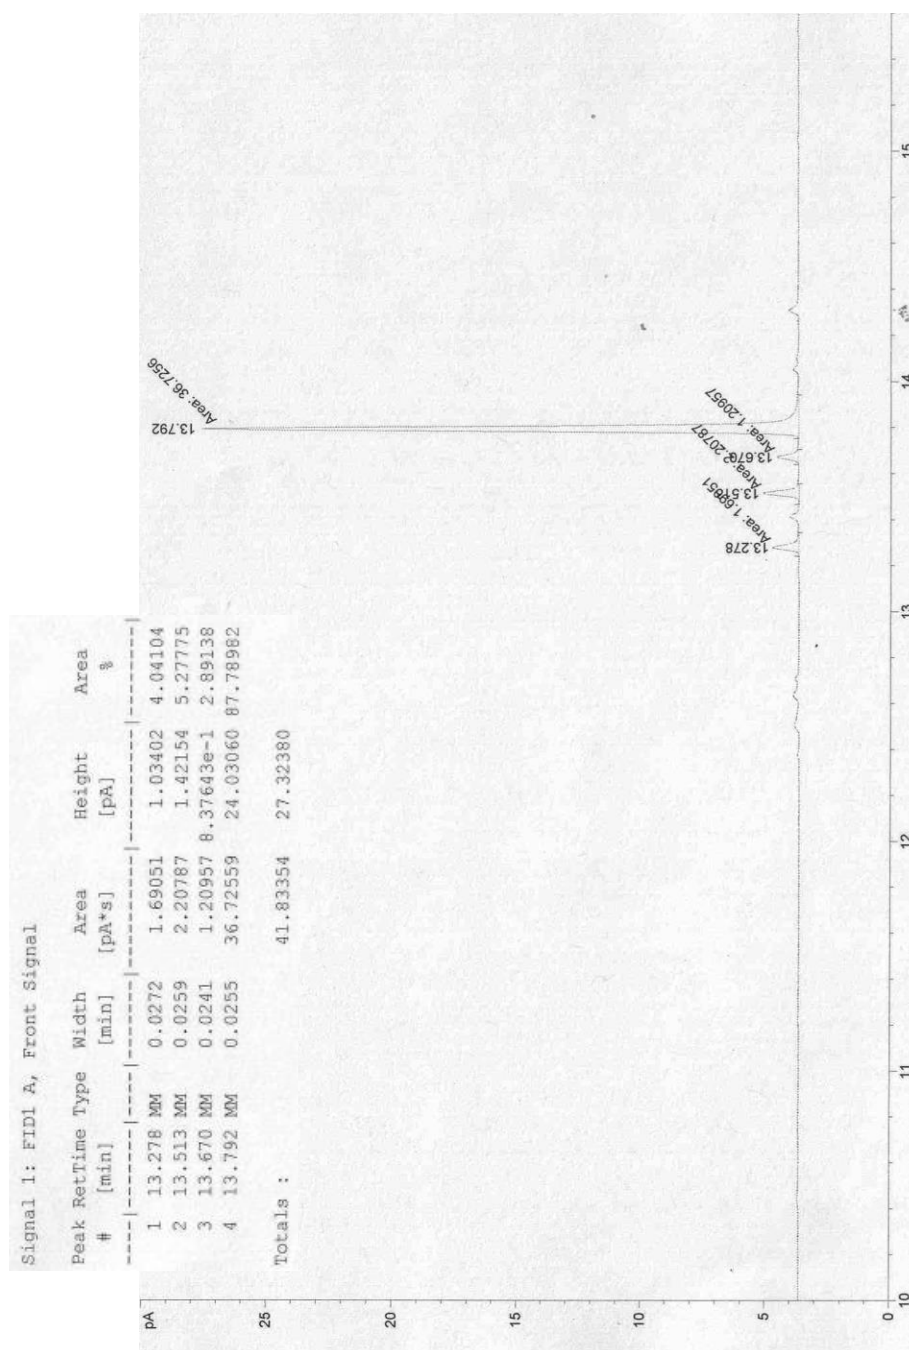 Signal 1: FID1 A, Front Signal
Peak RetTime Type Width Area Height Area
# [min] [min] [pA*s] [pA] %
----|-------|----|-------|----------|----------|--------|
1 13.278 MM 0.0272 1.69051 1.03402 4.04104
2 13.513 MM 0.0259 2.20787 1.42154 5.27775
3 13.670 MM 0.0241 1.20957 8.37643e-1 2.89138
4 13.792 MM 0.0255 36.72559 24.03060 87.78982
Totals : 41.83354 27.32380
pA
25
20
15
10
5
0
13.278
Area: 1.69051
13.513
Area: 2.20787
13.670
Area: 1.20957
13.792
Area: 36.7256
10
11
12
13
14
15